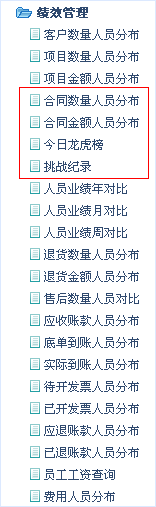 绩效管理
客户数量人员分布
项目数量人员分布
项目金额人员分布
合同数量人员分布
合同金额人员分布
今日龙虎榜
挑战纪录
人员业绩年对比
人员业绩月对比
人员业绩周对比
退货数量人员分布
退货金额人员分布
售后数量人员对比
应收账款人员分布
底单到账人员分布
实际到账人员分布
待开发票人员分布
已开发票人员分布
应退账款人员分布
已退账款人员分布
员工工资查询
费用人员分布